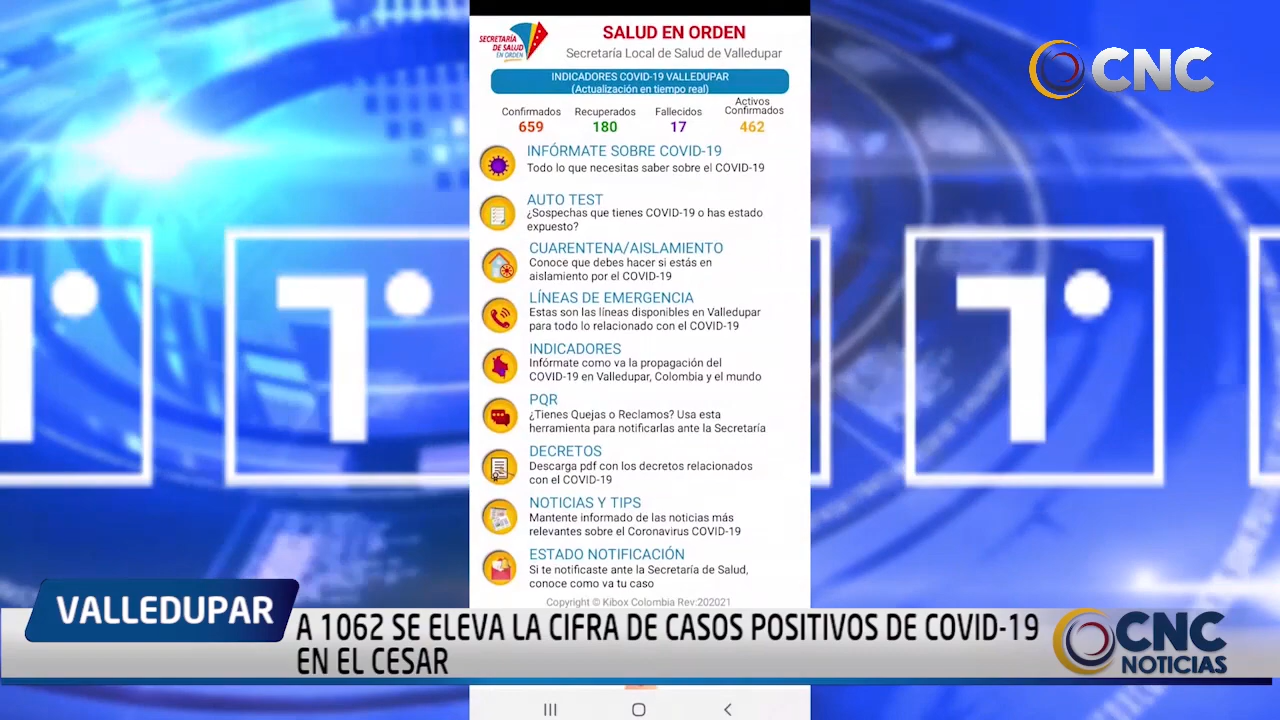 SECRETARÍA
DE SALUD
EN ORDEN
SALUD EN ORDEN
Secretaría Local de Salud de Valledupar
CNC
INDICADORES COVID-19 VALLEDUPAR
(Actualización en tiempo real)
Confirmados Recuperados Fallecidos Activos Confirmados
659 180 17 462
INFÓRMATE SOBRE COVID-19
Todo lo que necesitas saber sobre el COVID-19
AUTO TEST
¿Sospechas que tienes COVID-19 o has estado
expuesto?
CUARENTENA/AISLAMIENTO
Conoce que debes hacer si estás en
aislamiento por el COVID-19
LÍNEAS DE EMERGENCIA
Estas son las líneas disponibles en Valledupar
para todo lo relacionado con el COVID-19
INDICADORES
Infórmate como va la propagación del
COVID-19 en Valledupar, Colombia y el mundo
PQR
¿Tienes Quejas o Reclamos? Usa esta
herramienta para notificarlas ante la Secretaría
DECRETOS
Descarga pdf con los decretos relacionados
con el COVID-19
NOTICIAS Y TIPS
Mantente informado de las noticias más
relevantes sobre el Coronavirus COVID-19
ESTADO NOTIFICACIÓN
Si te notificaste ante la Secretaría de Salud,
conoce como va tu caso
Copyright © Kibox Colombia Rev:202021
VALLEDUPAR
A 1062 SE ELEVA LA CIFRA DE CASOS POSITIVOS DE COVID-19
EN EL CESAR
CNC
NOTICIAS